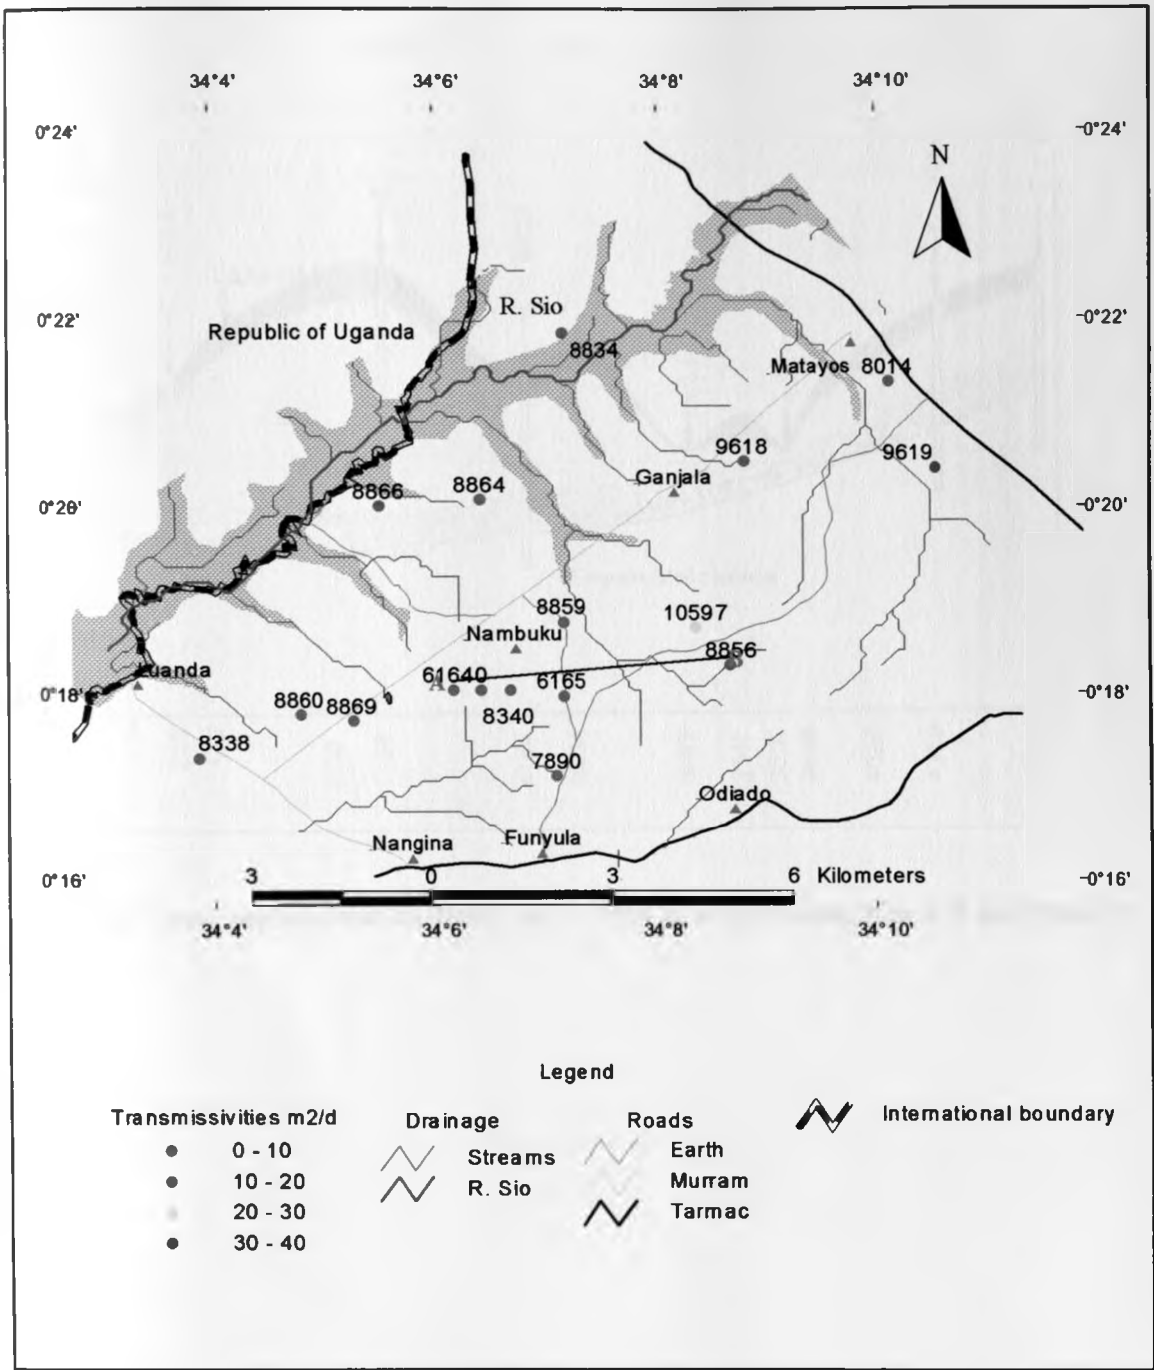 34°4' 34°6' 34°8' 34°10'
0°24' 0°24'
N
R. Sio
0°22' 0°22'
Republic of Uganda
8834
Matayos 8014
9618 9619
Ganjala
8866 8864
0°20' 0°20'
8859 10597
Nambuku
8856
61640 6165
A
0°18' 0°18'
8860 8869
8340
8338
7890
Odiado
Nangina Funyula
0°16' 0°16'
3 0 3 6 Kilometers
34°4' 34°6' 34°8' 34°10'
Legend
Transmissivities m2/d
0 - 10
10 - 20
20 - 30
30 - 40
Drainage
Streams
R. Sio
Roads
Earth
Murram
Tarmac
International boundary